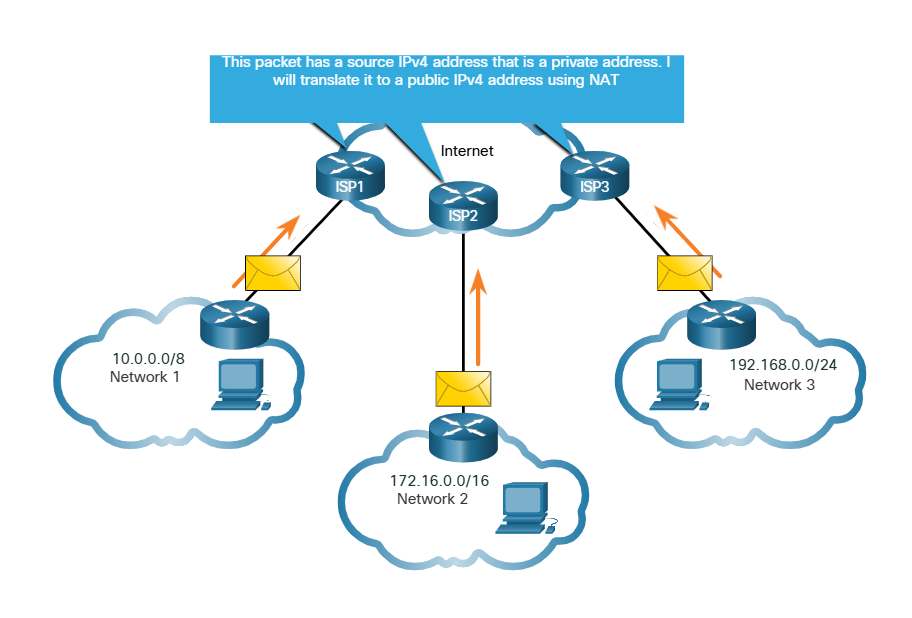 This packet has a source IPv4 address that is a private address. I
will translate it to a public IPv4 address using NAT
Internet
ISP1
ISP2
ISP3
10.0.0.0/8
Network 1
192.168.0.0/24
Network 3
172.16.0.0/16
Network 2